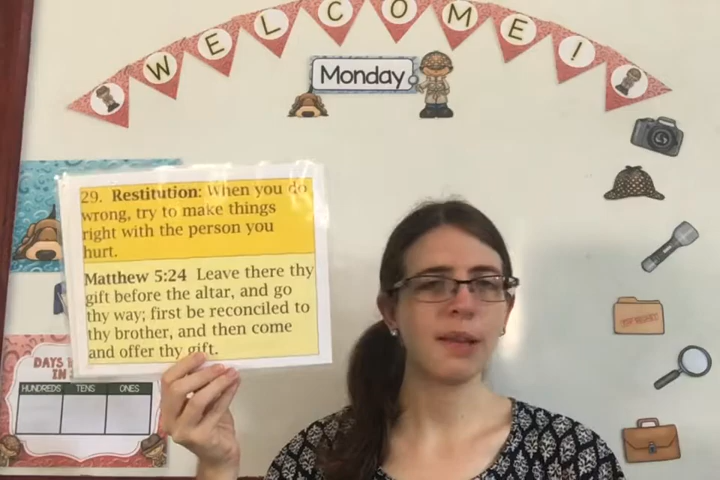 WELCOME!
Monday
29. Restitution: When you do
wrong, try to make things
right with the person you
hurt.
Matthew 5:24 Leave there thy
gift before the altar, and go
thy way; first be reconciled to
thy brother, and then come
and offer thy gift.
DAYS
IN
HUNDREDS TENS ONES
TOP SECRET